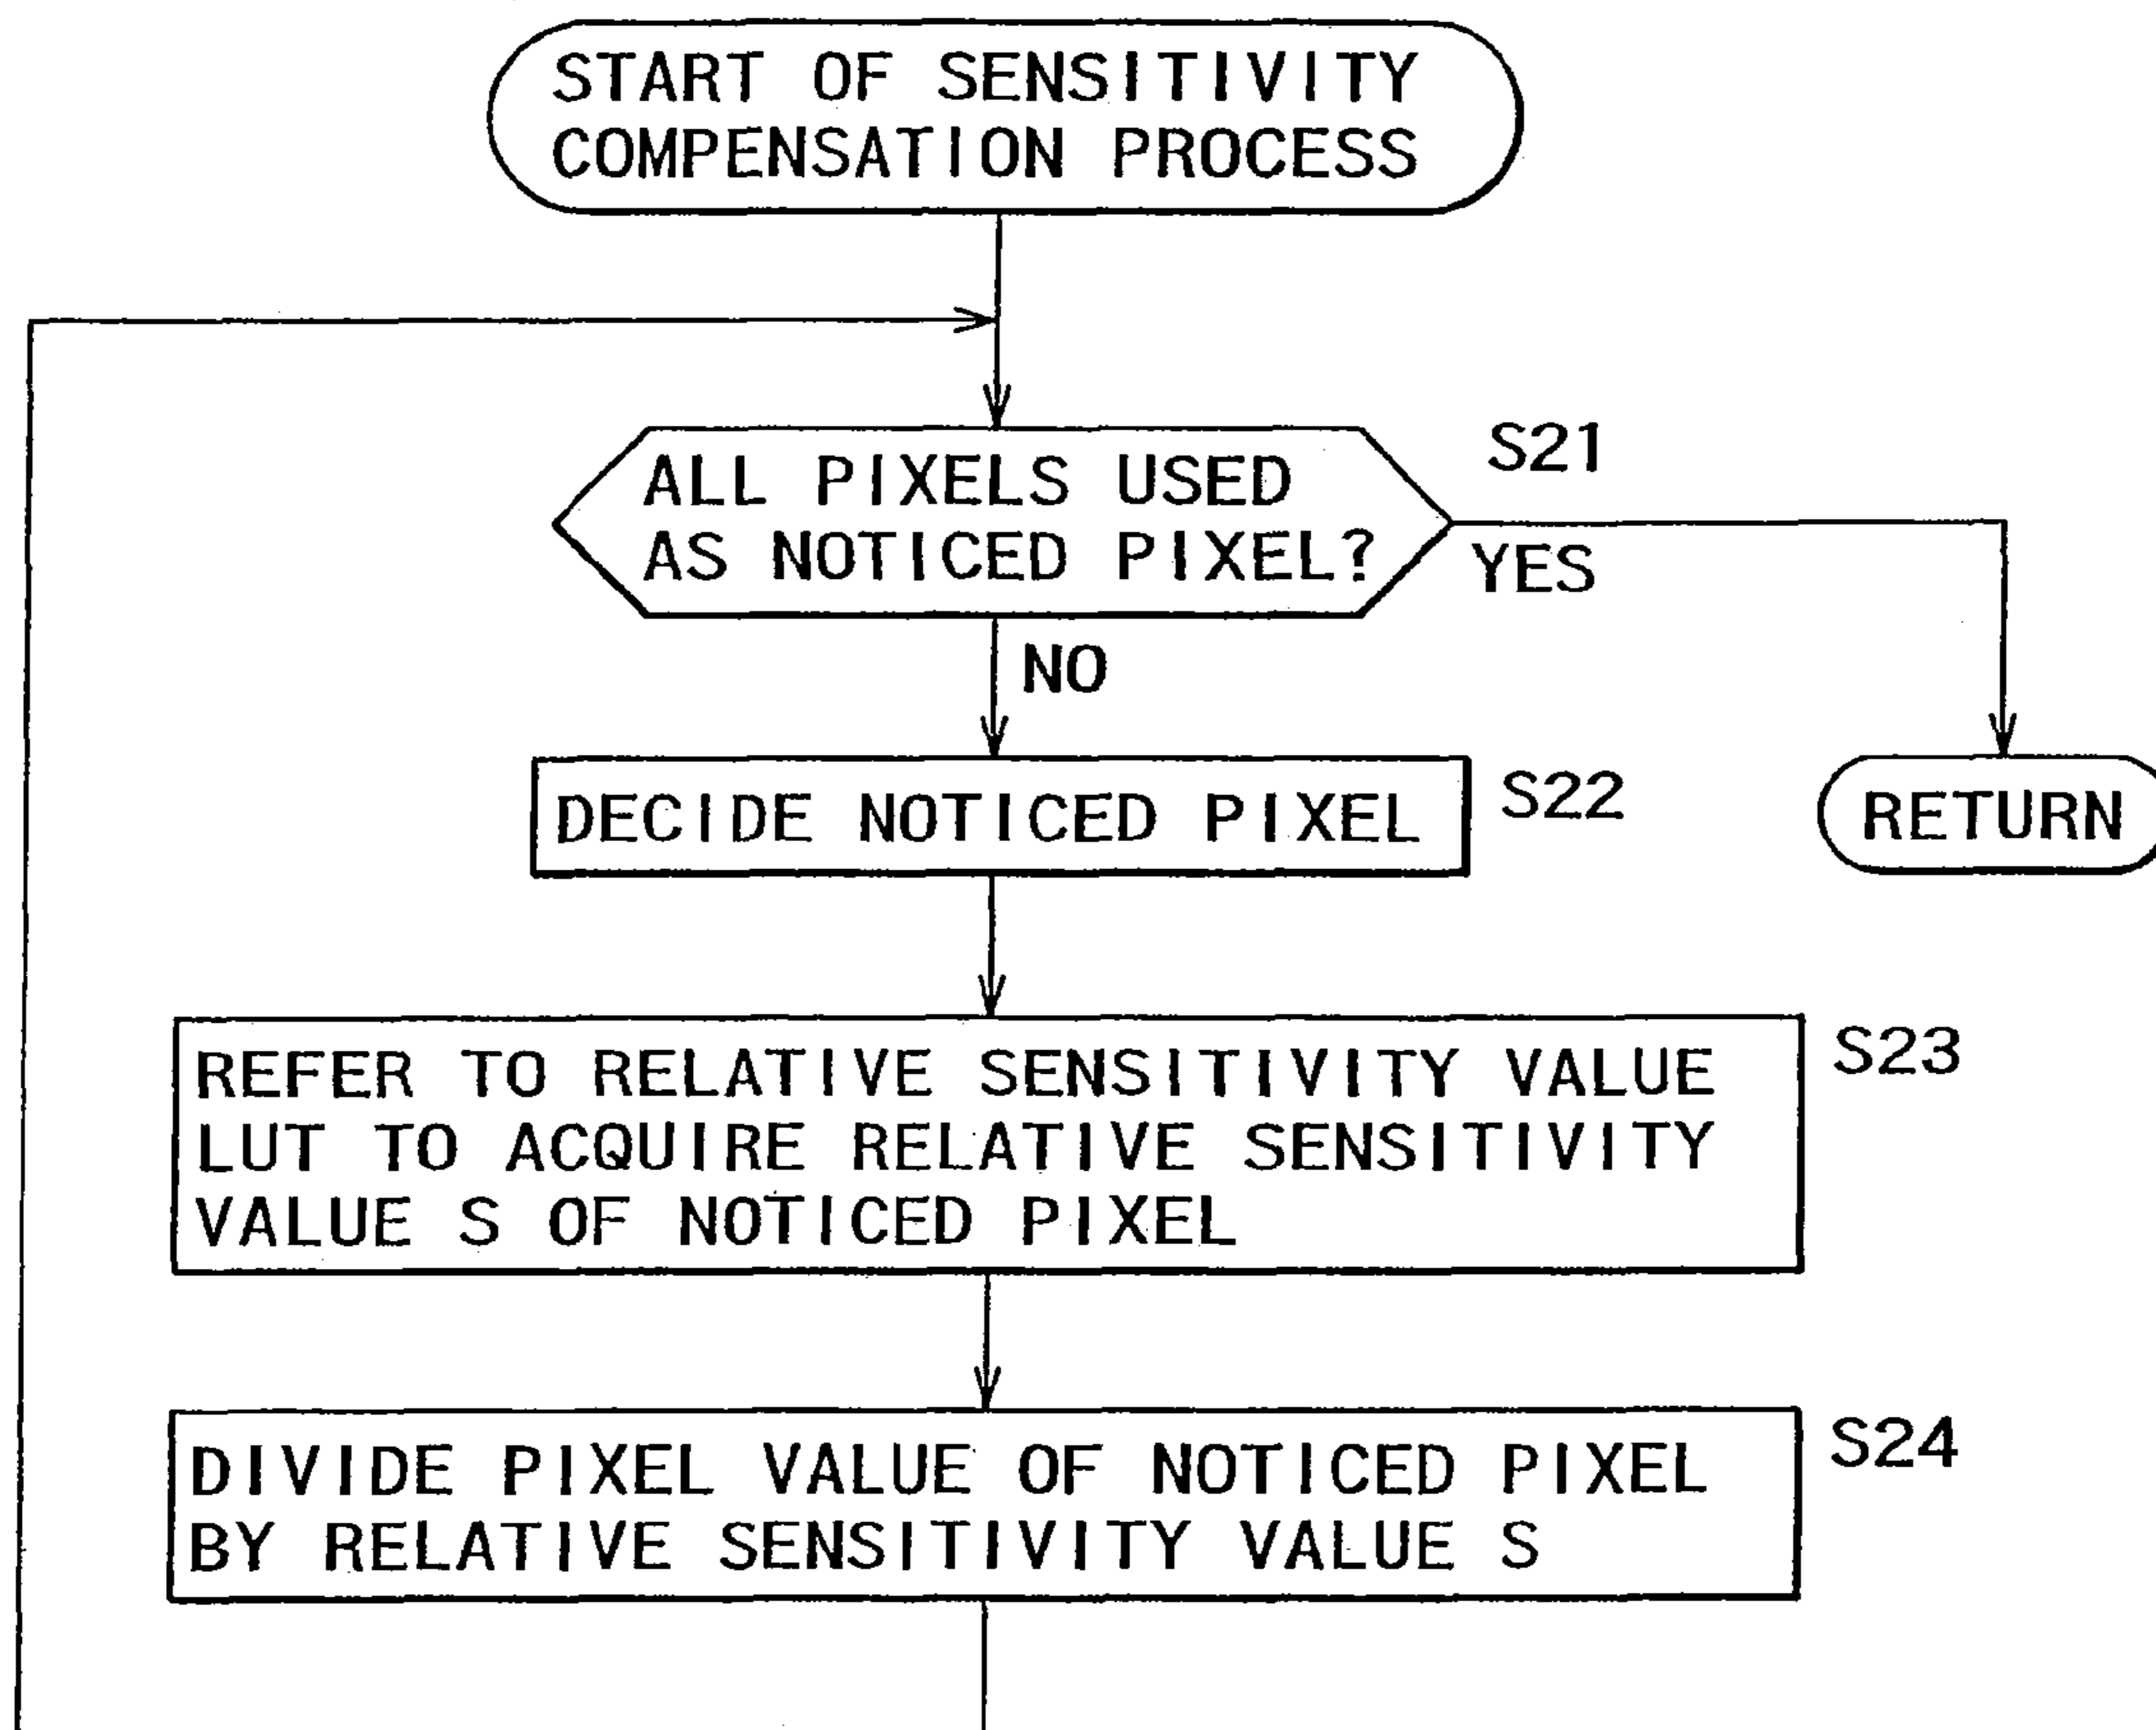 START OF SENSITIVITY
COMPENSATION PROCESS
ALL PIXELS USED
AS NOTICED PIXEL?
S21
YES
NO
DECIDE NOTICED PIXEL
S22
RETURN
REFER TO RELATIVE SENSITIVITY VALUE
LUT TO ACQUIRE RELATIVE SENSITIVITY
VALUE S OF NOTICED PIXEL
S23
DIVIDE PIXEL VALUE OF NOTICED PIXEL
BY RELATIVE SENSITIVITY VALUE S
S24